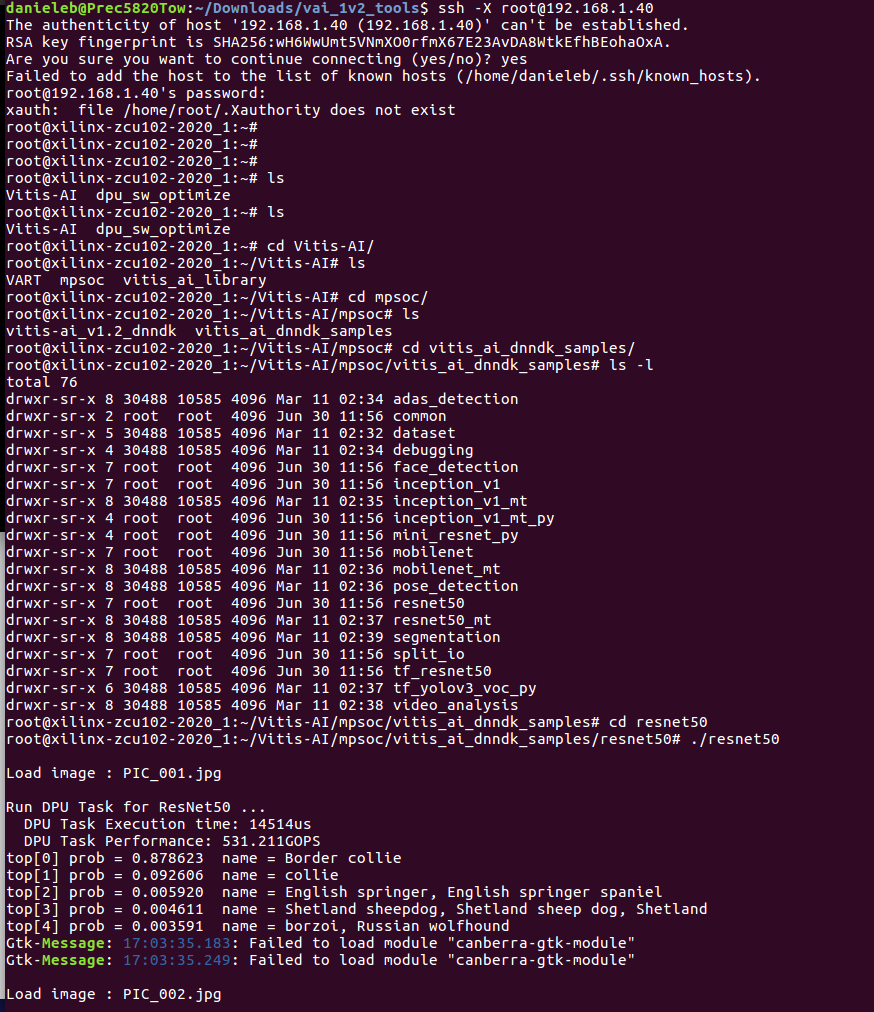 danieleb@Prec5820Tow:~/Downloads/vai_1v2_tools$ ssh -X root@192.168.1.40
The authenticity of host '192.168.1.40 (192.168.1.40)' can't be established.
RSA key fingerprint is SHA256:wH6WwUmt5VNmXO0rfmX67E23AvDA8WtkEfhBEohaOxA.
Are you sure you want to continue connecting (yes/no)? yes
Failed to add the host to the list of known hosts (/home/danieleb/.ssh/known_hosts).
root@192.168.1.40's password:
xauth:  file /home/root/.Xauthority does not exist
root@xilinx-zcu102-2020_1:~#
root@xilinx-zcu102-2020_1:~#
root@xilinx-zcu102-2020_1:~#
root@xilinx-zcu102-2020_1:~# ls
Vitis-AI  dpu_sw_optimize
root@xilinx-zcu102-2020_1:~# ls
Vitis-AI  dpu_sw_optimize
root@xilinx-zcu102-2020_1:~# cd Vitis-AI/
root@xilinx-zcu102-2020_1:~/Vitis-AI# ls
VART  mpsoc  vitis_ai_library
root@xilinx-zcu102-2020_1:~/Vitis-AI# cd mpsoc/
root@xilinx-zcu102-2020_1:~/Vitis-AI/mpsoc# ls
vitis-ai_v1.2_dnndk  vitis_ai_dnndk_samples
root@xilinx-zcu102-2020_1:~/Vitis-AI/mpsoc# cd vitis_ai_dnndk_samples/
root@xilinx-zcu102-2020_1:~/Vitis-AI/mpsoc/vitis_ai_dnndk_samples# ls -l
total 76
drwxr-sr-x 8 30488 10585 4096 Mar 11 02:34 adas_detection
drwxr-sr-x 2 root  root  4096 Jun 30 11:56 common
drwxr-sr-x 5 30488 10585 4096 Mar 11 02:32 dataset
drwxr-sr-x 4 30488 10585 4096 Mar 11 02:34 debugging
drwxr-sr-x 7 root  root  4096 Jun 30 11:56 face_detection
drwxr-sr-x 7 root  root  4096 Jun 30 11:56 inception_v1
drwxr-sr-x 8 30488 10585 4096 Mar 11 02:35 inception_v1_mt
drwxr-sr-x 4 root  root  4096 Jun 30 11:56 inception_v1_mt_py
drwxr-sr-x 4 root  root  4096 Jun 30 11:56 mini_resnet_py
drwxr-sr-x 7 root  root  4096 Jun 30 11:56 mobilenet
drwxr-sr-x 8 30488 10585 4096 Mar 11 02:36 mobilenet_mt
drwxr-sr-x 8 30488 10585 4096 Mar 11 02:36 pose_detection
drwxr-sr-x 7 root  root  4096 Jun 30 11:56 resnet50
drwxr-sr-x 8 30488 10585 4096 Mar 11 02:37 resnet50_mt
drwxr-sr-x 8 30488 10585 4096 Mar 11 02:39 segmentation
drwxr-sr-x 7 root  root  4096 Jun 30 11:56 split_io
drwxr-sr-x 7 root  root  4096 Jun 30 11:56 tf_resnet50
drwxr-sr-x 6 30488 10585 4096 Mar 11 02:37 tf_yolov3_voc_py
drwxr-sr-x 8 30488 10585 4096 Mar 11 02:38 video_analysis
root@xilinx-zcu102-2020_1:~/Vitis-AI/mpsoc/vitis_ai_dnndk_samples# cd resnet50
root@xilinx-zcu102-2020_1:~/Vitis-AI/mpsoc/vitis_ai_dnndk_samples/resnet50# ./resnet50
Load image : PIC_001.jpg
Run DPU Task for ResNet50 ...
  DPU Task Execution time: 14514us
  DPU Task Performance: 531.211GOPS
top[0] prob = 0.878623  name = Border collie
top[1] prob = 0.092606  name = collie
top[2] prob = 0.005920  name = English springer, English springer spaniel
top[3] prob = 0.004611  name = Shetland sheepdog, Shetland sheep dog, Shetland
top[4] prob = 0.003591  name = borzoi, Russian wolfhound
Gtk-Message: 17:03:35.183: Failed to load module "canberra-gtk-module"
Gtk-Message: 17:03:35.249: Failed to load module "canberra-gtk-module"
Load image : PIC_002.jpg